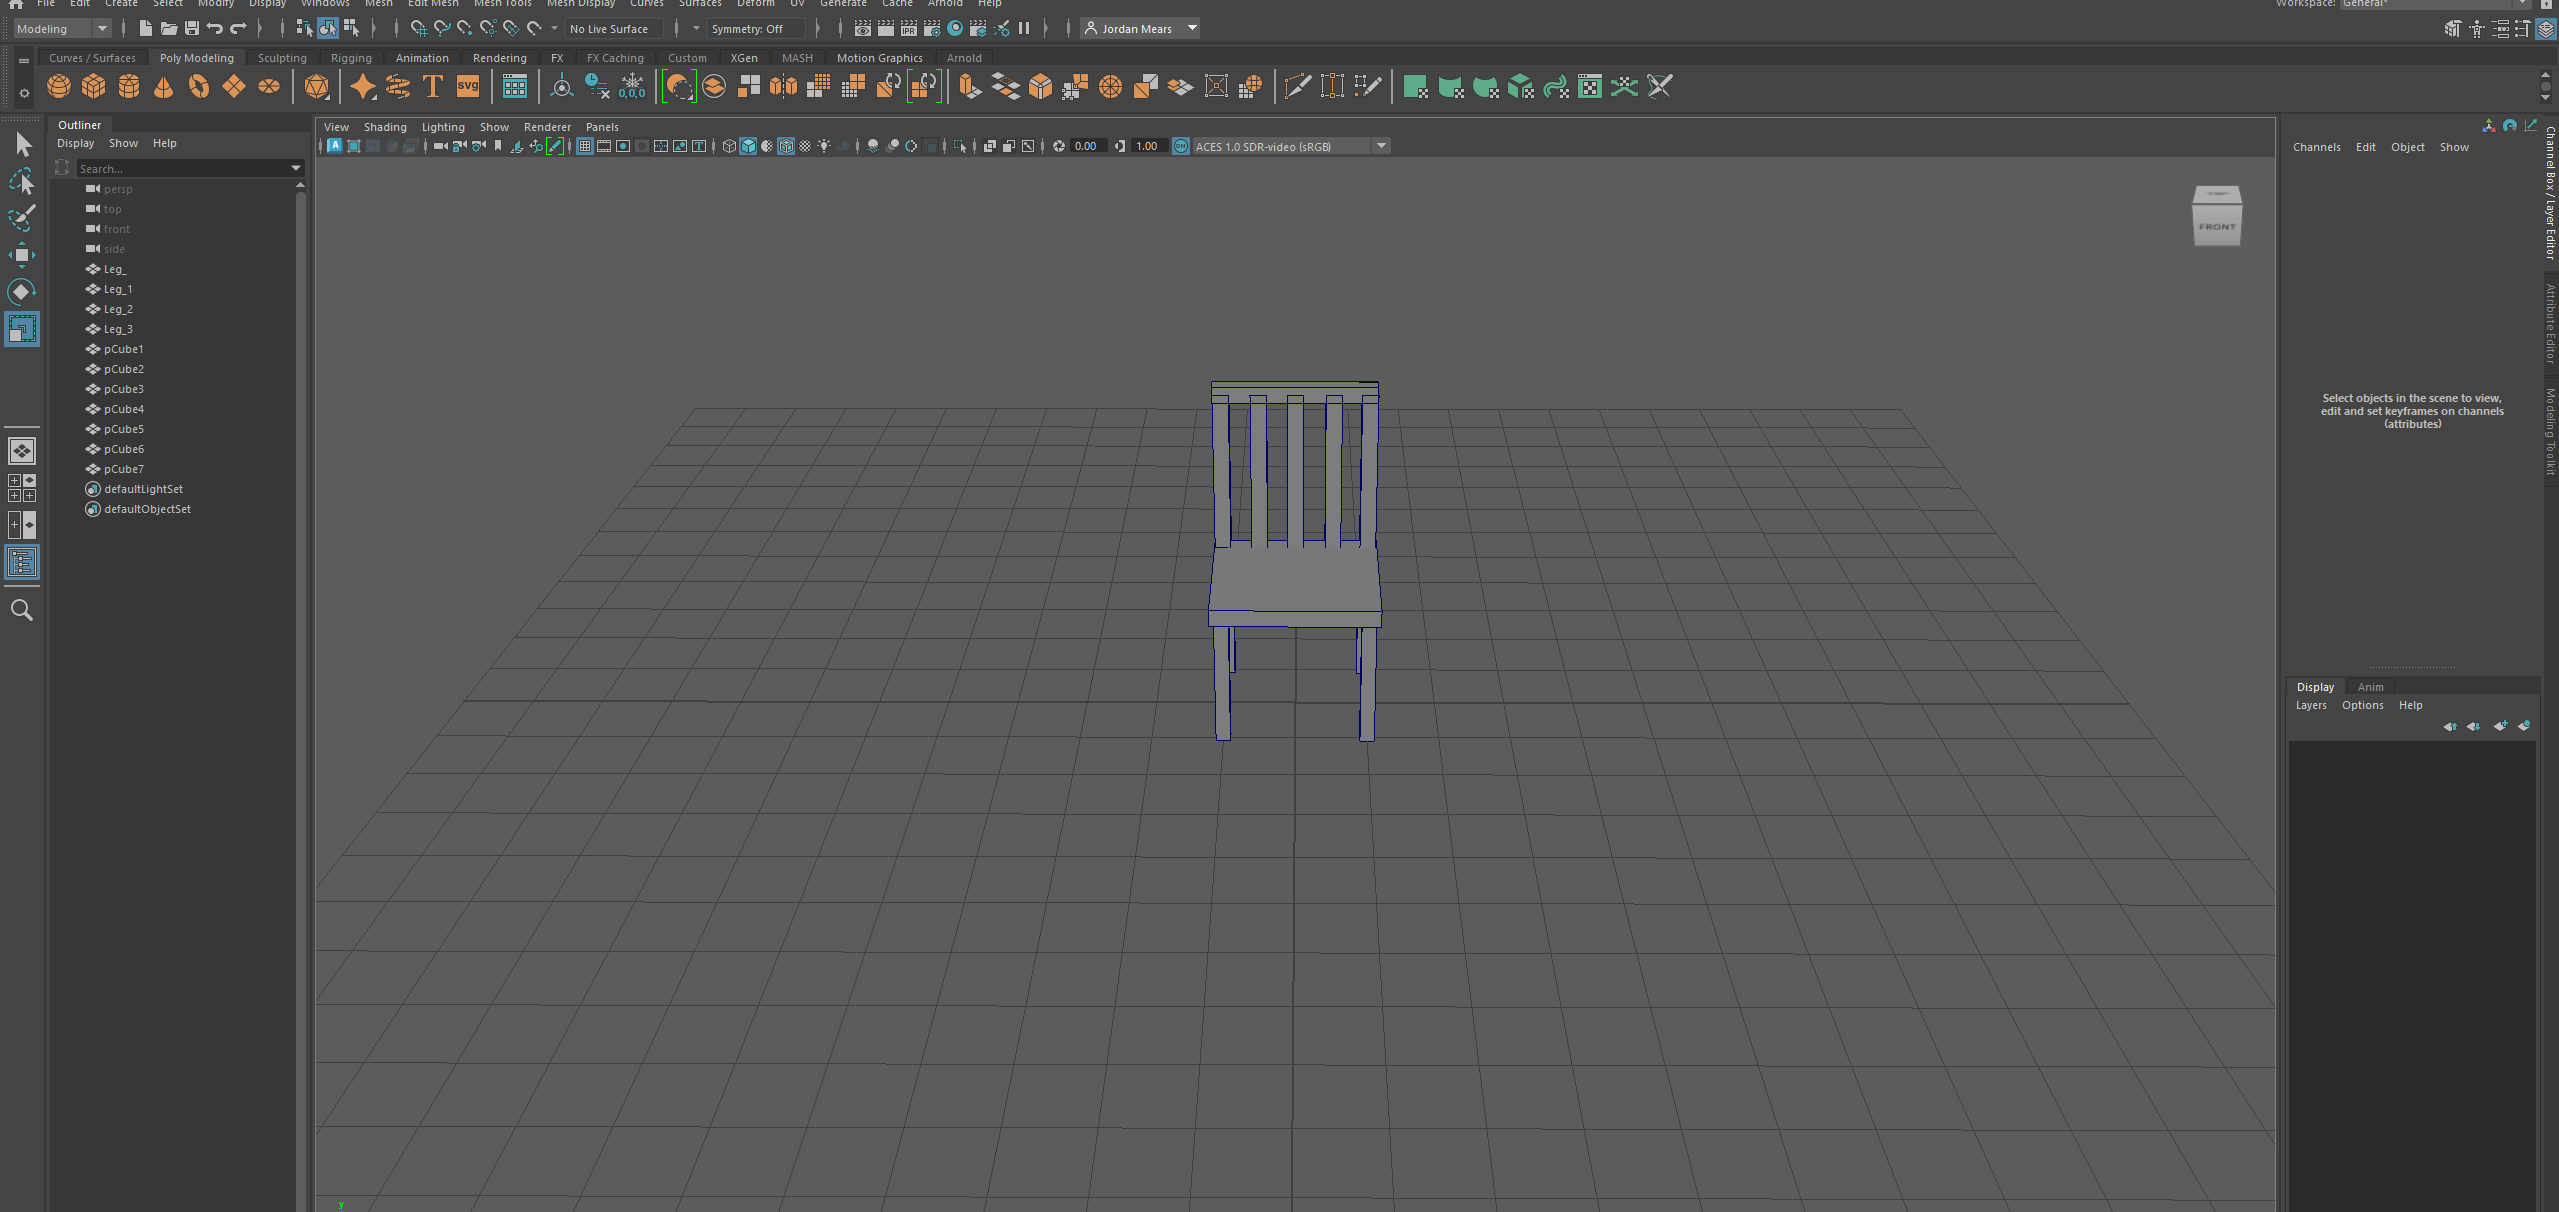 File Edit Create Select Modify Display Windows Mesh Edit Mesh Mesh Tools Mesh Display Curves Surfaces Deform UV Generate Cache Arnold Help Workspace: General*
Modeling No Live Surface Symmetry: Off Jordan Mears
Curves / Surfaces Poly Modeling Sculpting Rigging Animation Rendering FX FX Caching Custom XGen MASH Motion Graphics Arnold
T svg 0,0,0
IPR
Outliner
Display Show Help
Search...
persp
top
front
side
Leg_
Leg_1
Leg_2
Leg_3
pCube1
pCube2
pCube3
pCube4
pCube5
pCube6
pCube7
defaultLightSet
defaultObjectSet
View Shading Lighting Show Renderer Panels
A T 0.00 1.00 ON ACES 1.0 SDR-video (sRGB)
FRONT
y
Channels Edit Object Show
Select objects in the scene to view,
edit and set keyframes on channels
(attributes)
Display Anim
Layers Options Help
Channel Box / Layer Editor
Attribute Editor
Modeling Toolkit